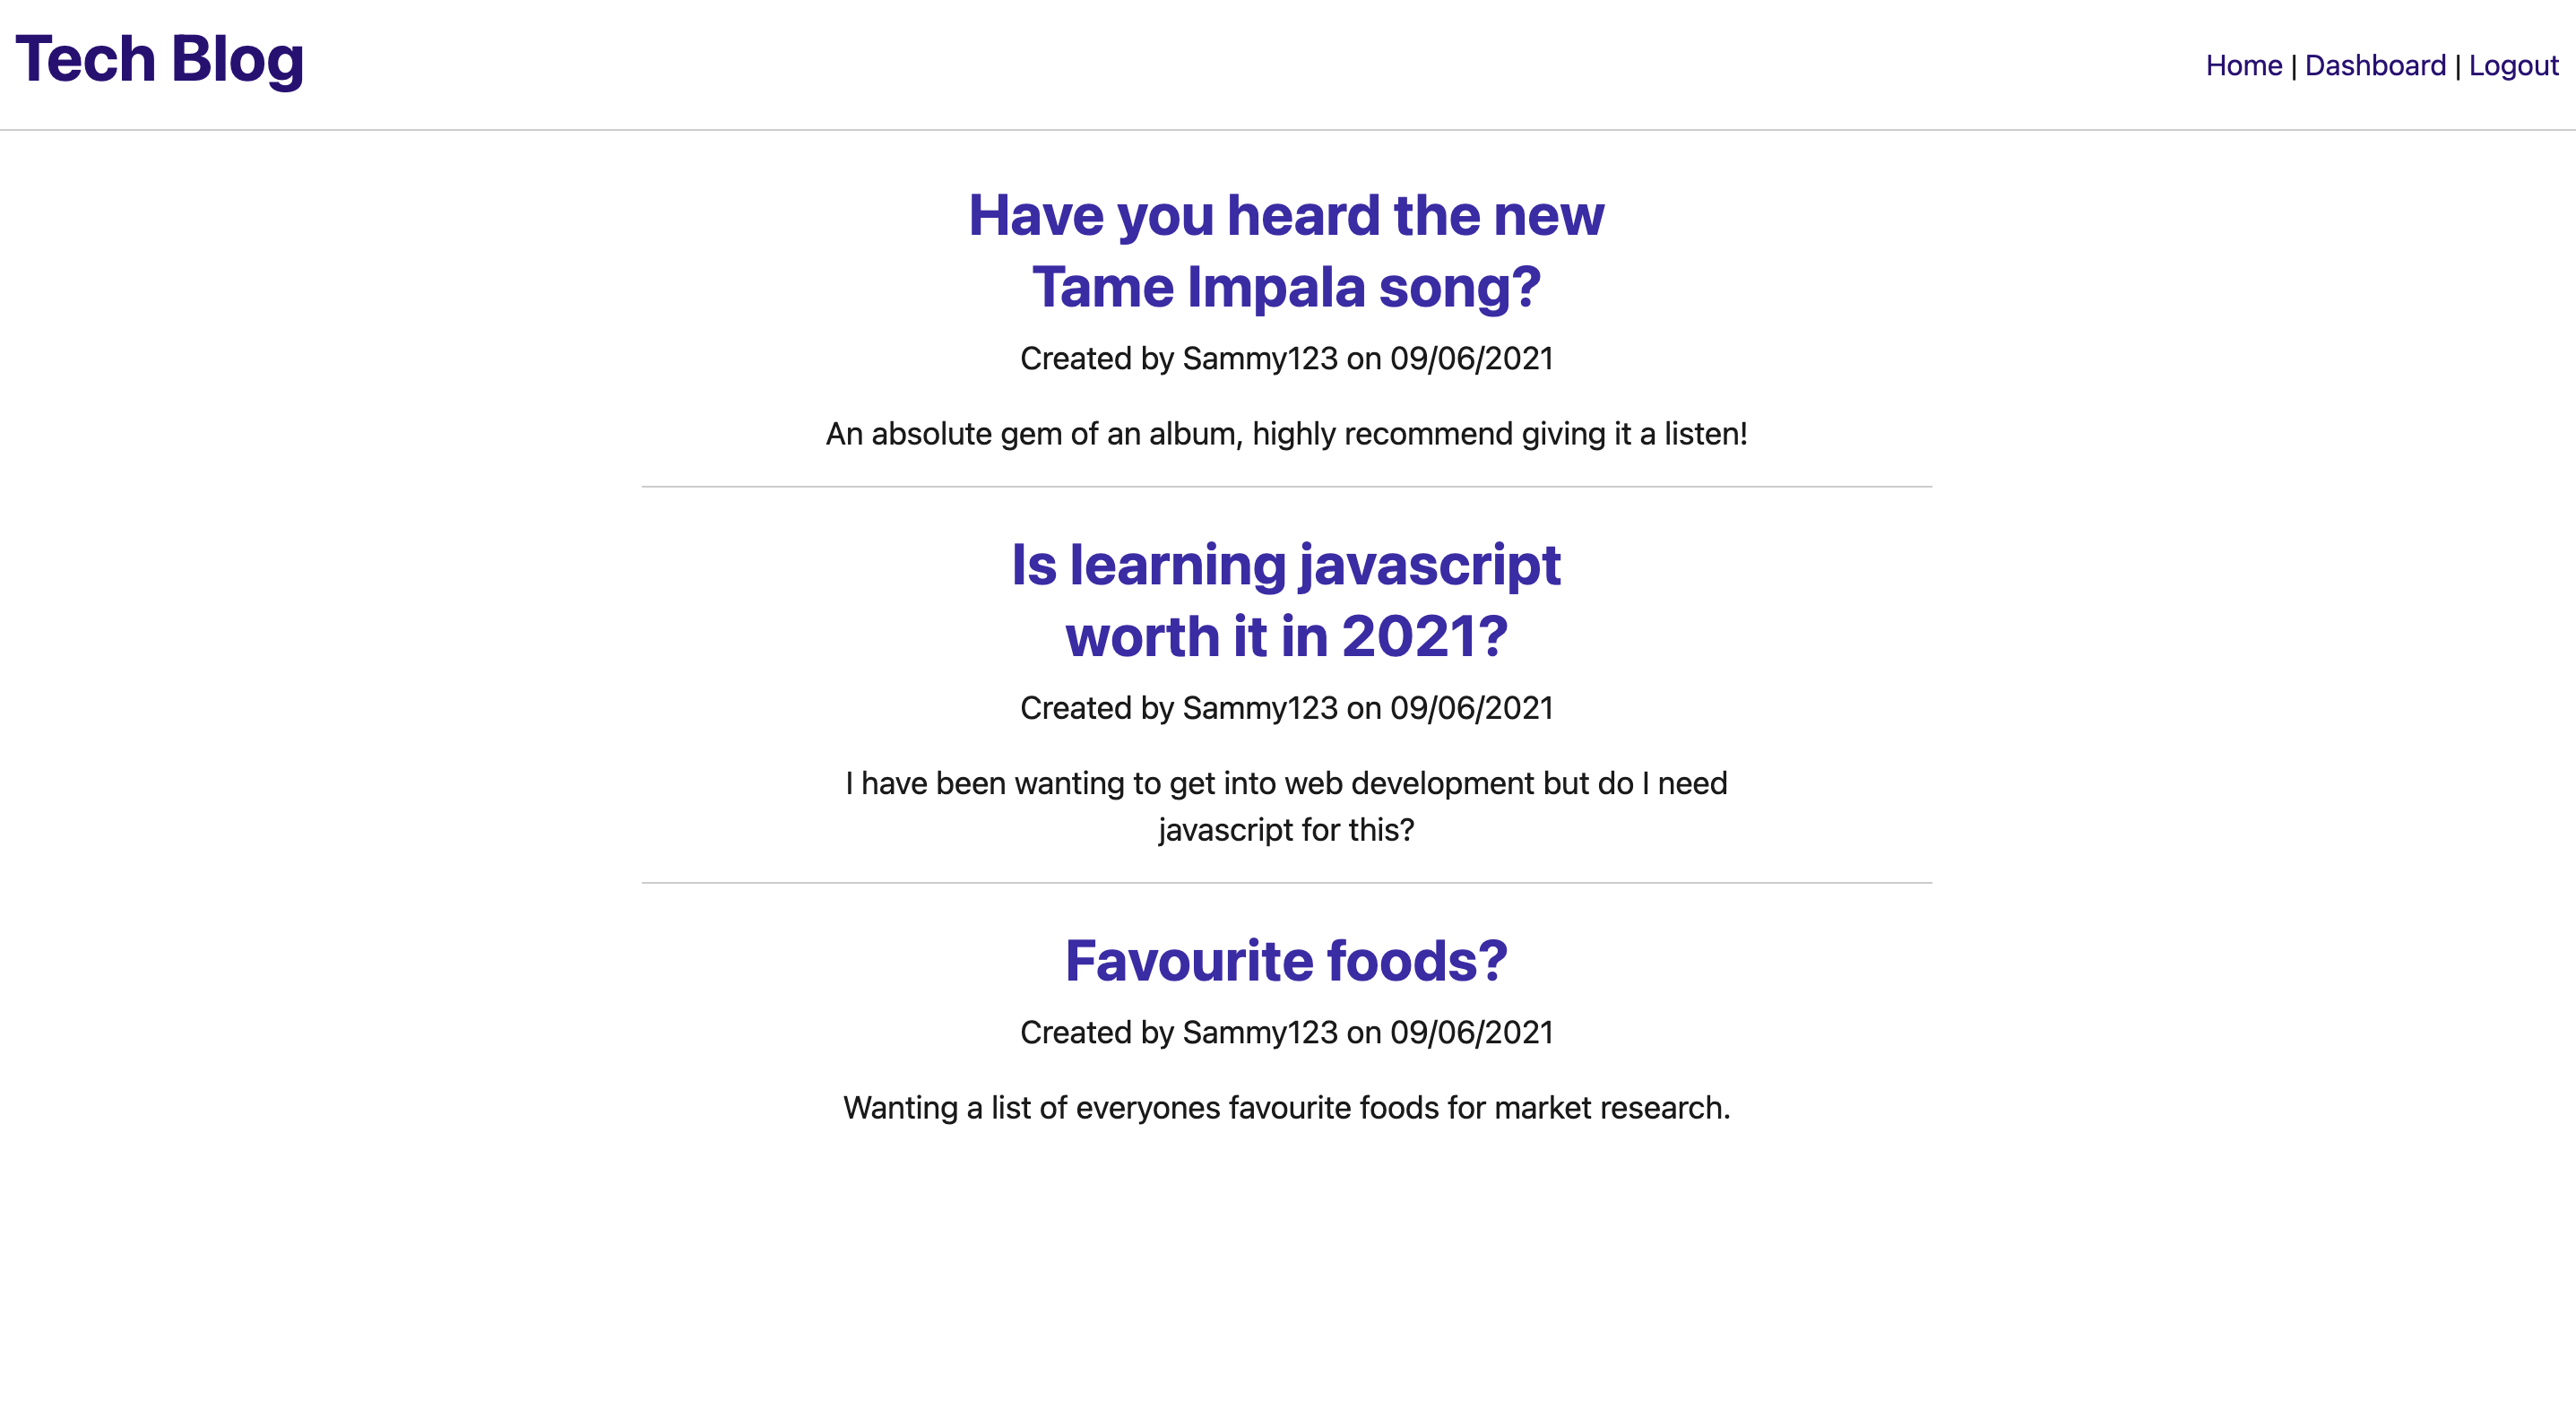 Tech Blog
Home | Dashboard | Logout
Have you heard the new
Tame Impala song?
Created by Sammy123 on 09/06/2021
An absolute gem of an album, highly recommend giving it a listen!
Is learning javascript
worth it in 2021?
Created by Sammy123 on 09/06/2021
I have been wanting to get into web development but do I need
javascript for this?
Favourite foods?
Created by Sammy123 on 09/06/2021
Wanting a list of everyones favourite foods for market research.